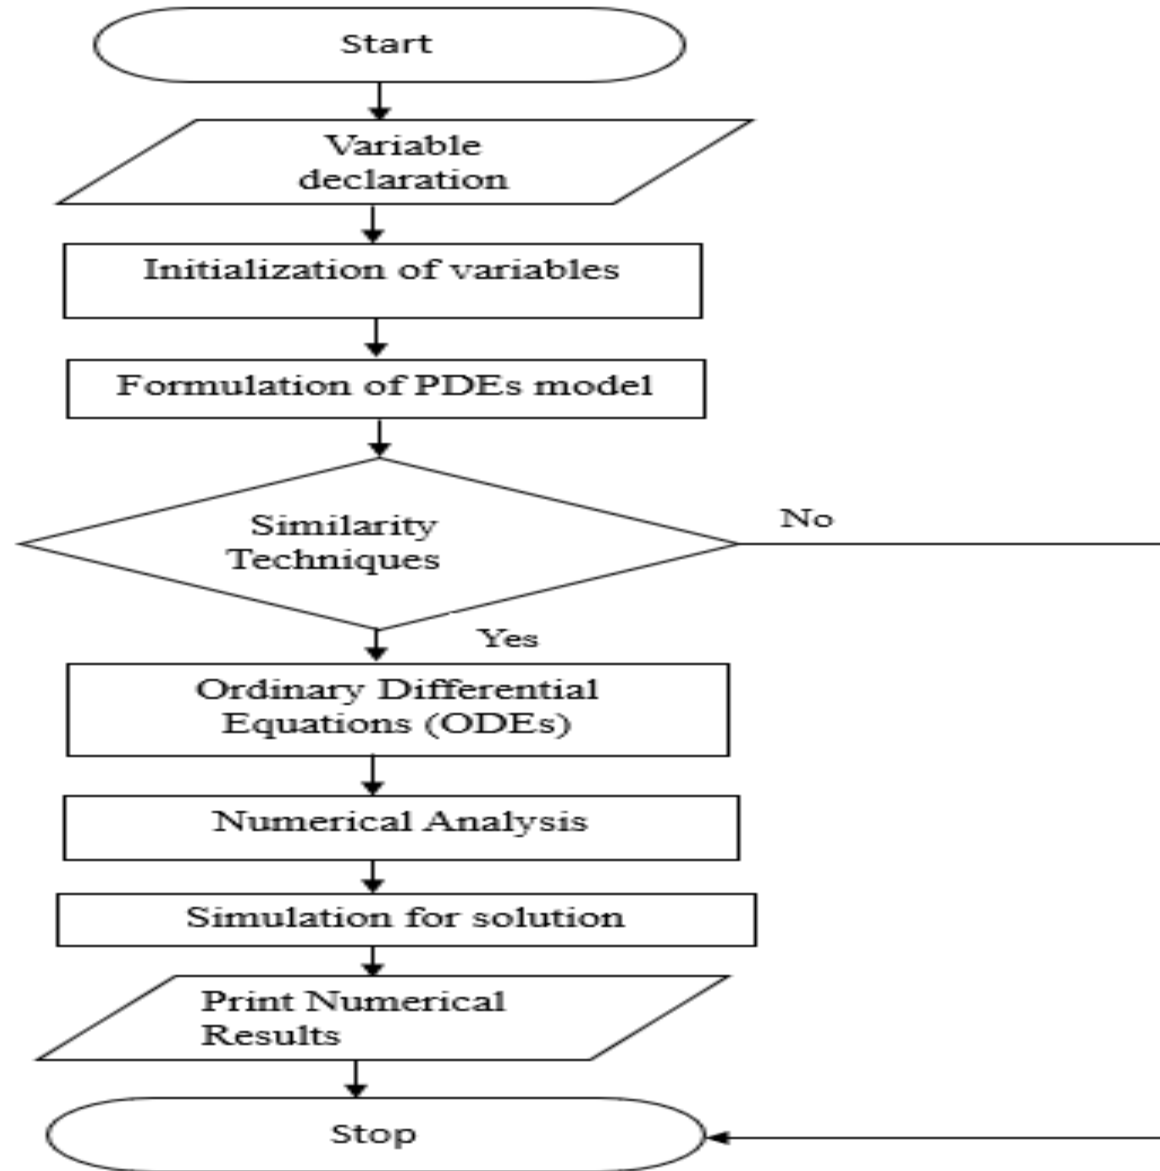 Start
Variable
declaration
Initialization of variables
Formulation of PDEs model
Similarity
Techniques
No
Yes
Ordinary Differential
Equations (ODEs)
Numerical Analysis
Simulation for solution
Print Numerical
Results
Stop